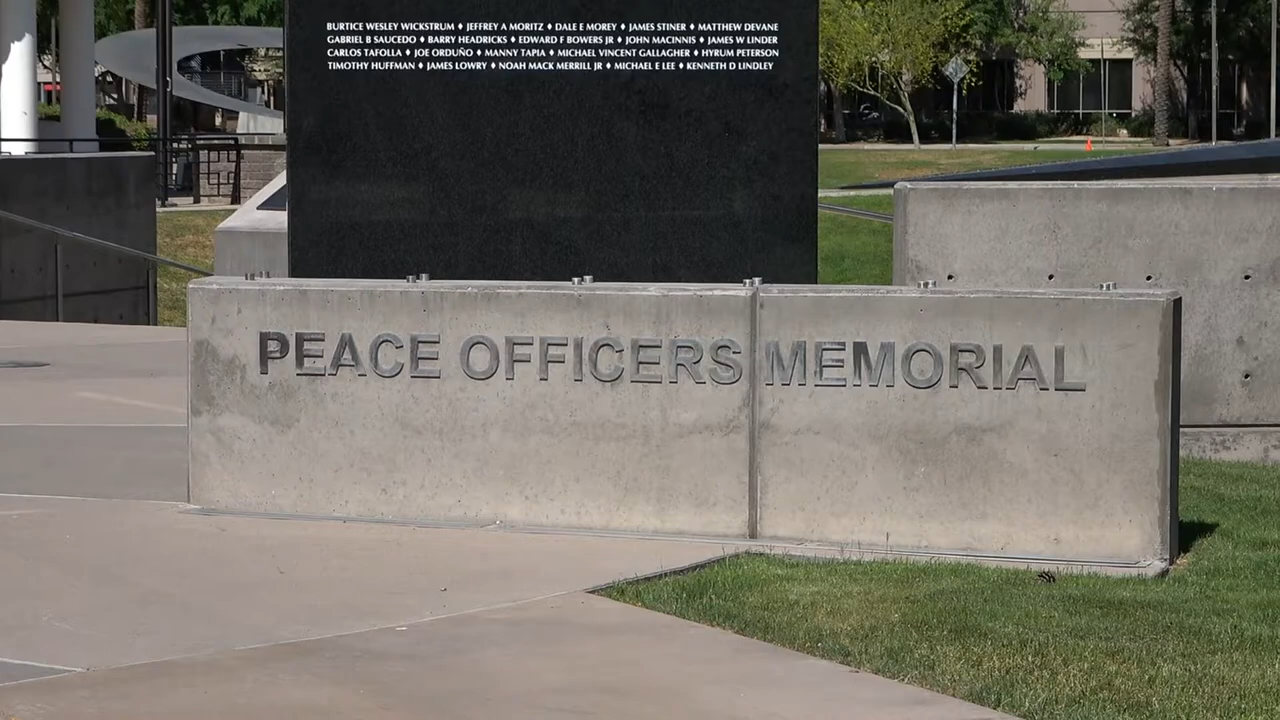 BURTICE WESLEY WICKSTRUM ♦ JEFFREY A MORITZ ♦ DALE E MOREY ♦ JAMES STINER ♦ MATTHEW DEVANE
GABRIEL B SAUCEDO ♦ BARRY HEADRICKS ♦ EDWARD F BOWERS JR ♦ JOHN MACINNIS ♦ JAMES W LINDER
CARLOS TAFOLLA ♦ JOE ORDUÑO ♦ MANNY TAPIA ♦ MICHAEL VINCENT GALLAGHER ♦ HYRUM PETERSON
TIMOTHY HUFFMAN ♦ JAMES LOWRY ♦ NOAH MACK MERRILL JR ♦ MICHAEL E LEE ♦ KENNETH D LINDLEY
PEACE OFFICERS MEMORIAL